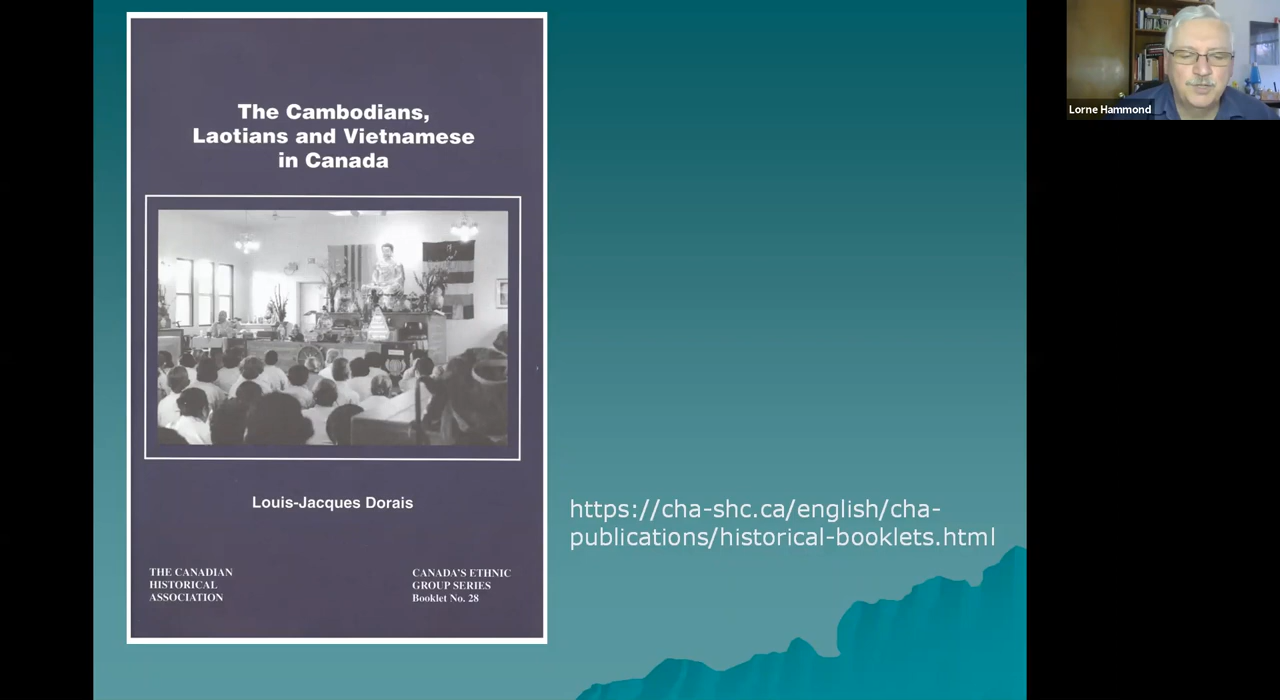 The Cambodians,
Laotians and Vietnamese
in Canada
Louis-Jacques Dorais
THE CANADIAN
HISTORICAL
ASSOCIATION
CANADA'S ETHNIC
GROUP SERIES
Booklet No. 28
https://cha-shc.ca/english/cha-
publications/historical-booklets.html
Lorne Hammond